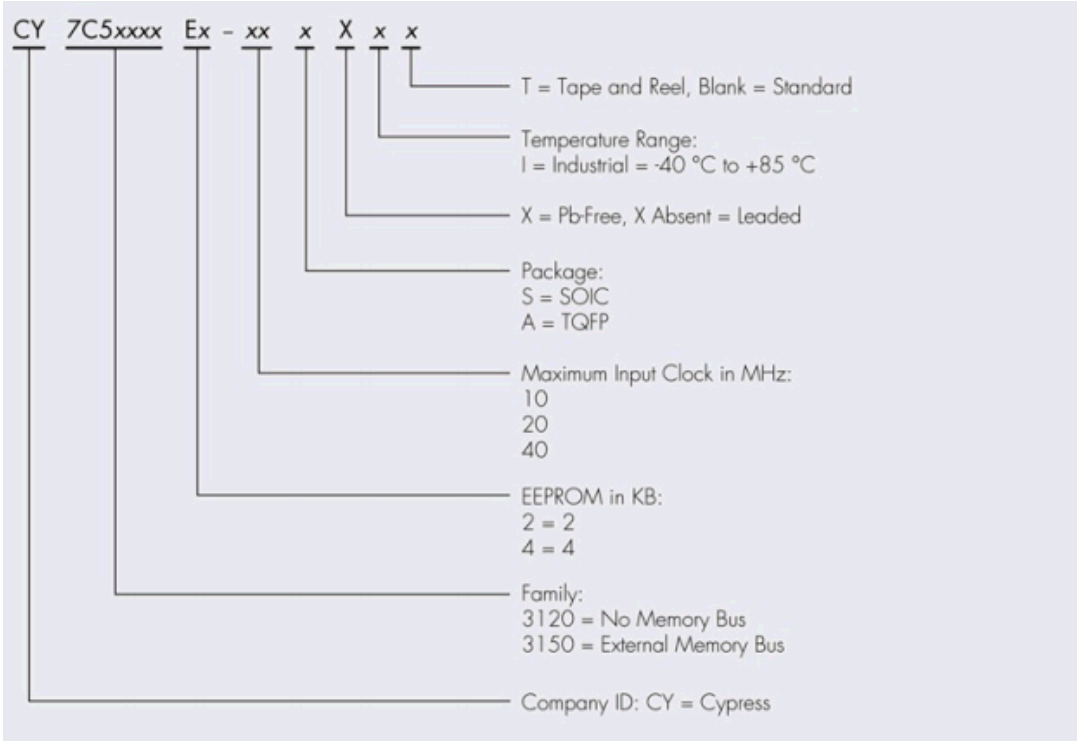 CY 7C5xxxx Ex - xx x X x x
T = Tape and Reel, Blank = Standard
Temperature Range:
I = Industrial = -40 °C to +85 °C
X = Pb-Free, X Absent = Leaded
Package:
S = SOIC
A = TQFP
Maximum Input Clock in MHz:
10
20
40
EEPROM in KB:
2 = 2
4 = 4
Family:
3120 = No Memory Bus
3150 = External Memory Bus
Company ID: CY = Cypress